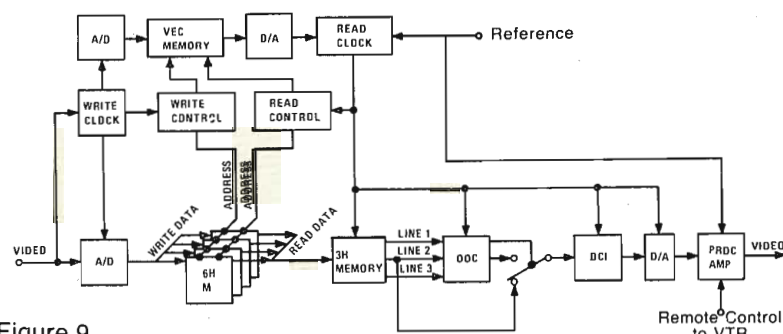 A/D
VEC MEMORY
D/A
READ CLOCK
Reference
WRITE CLOCK
WRITE CONTROL
READ CONTROL
ADDRESS
ADDRESS
ADDRESS
WRITE DATA
READ DATA
VIDEO
A/D
6H M
3H MEMORY
LINE 1
LINE 2
LINE 3
DOC
DCI
D/A
PROC AMP
VIDEO
Remote Control
to VTR
Figure 9